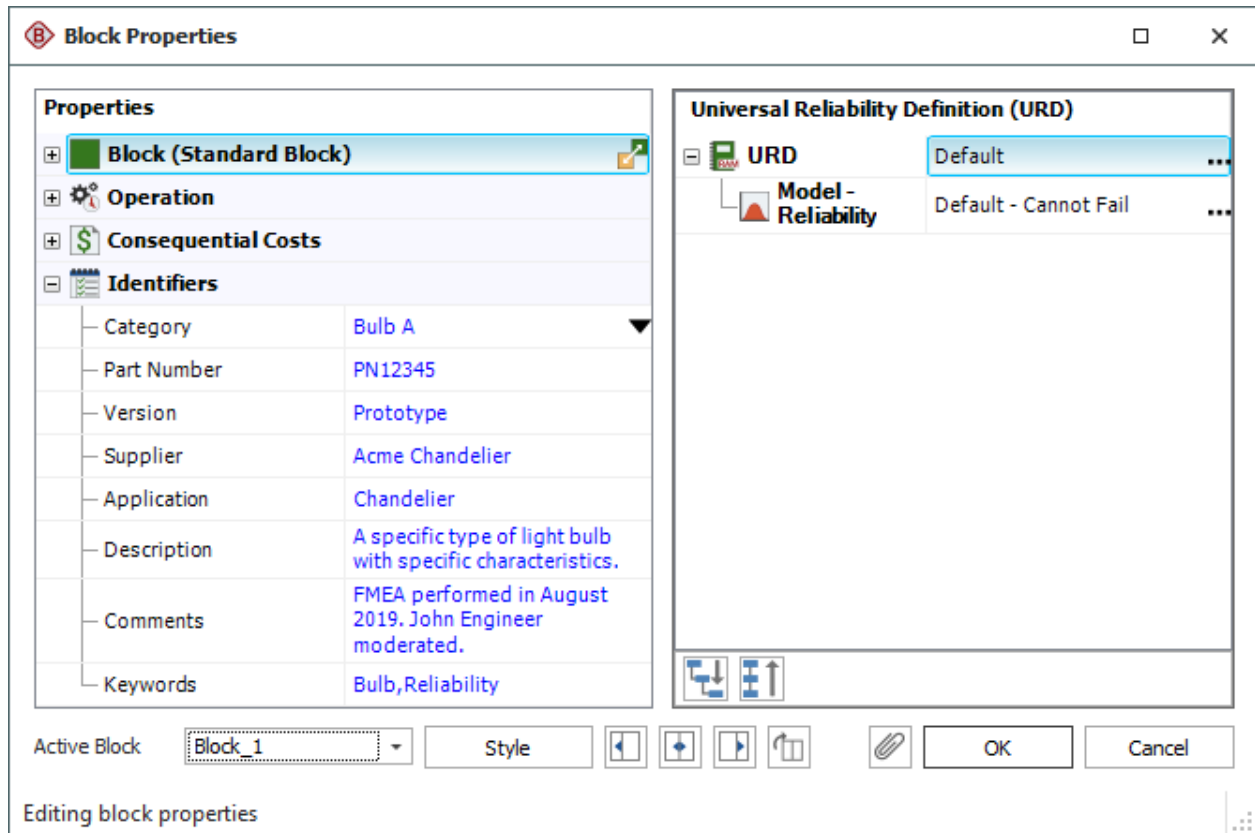 Block Properties
Properties
Block (Standard Block)
Operation
Consequential Costs
Identifiers
Category Bulb A
Part Number PN12345
Version Prototype
Supplier Acme Chandelier
Application Chandelier
Description A specific type of light bulb
with specific characteristics.
Comments FMEA performed in August
2019. John Engineer
moderated.
Keywords Bulb,Reliability
Universal Reliability Definition (URD)
URD Default ...
Model -
Reliability Default - Cannot Fail ...
Active Block Block_1 Style OK Cancel
Editing block properties